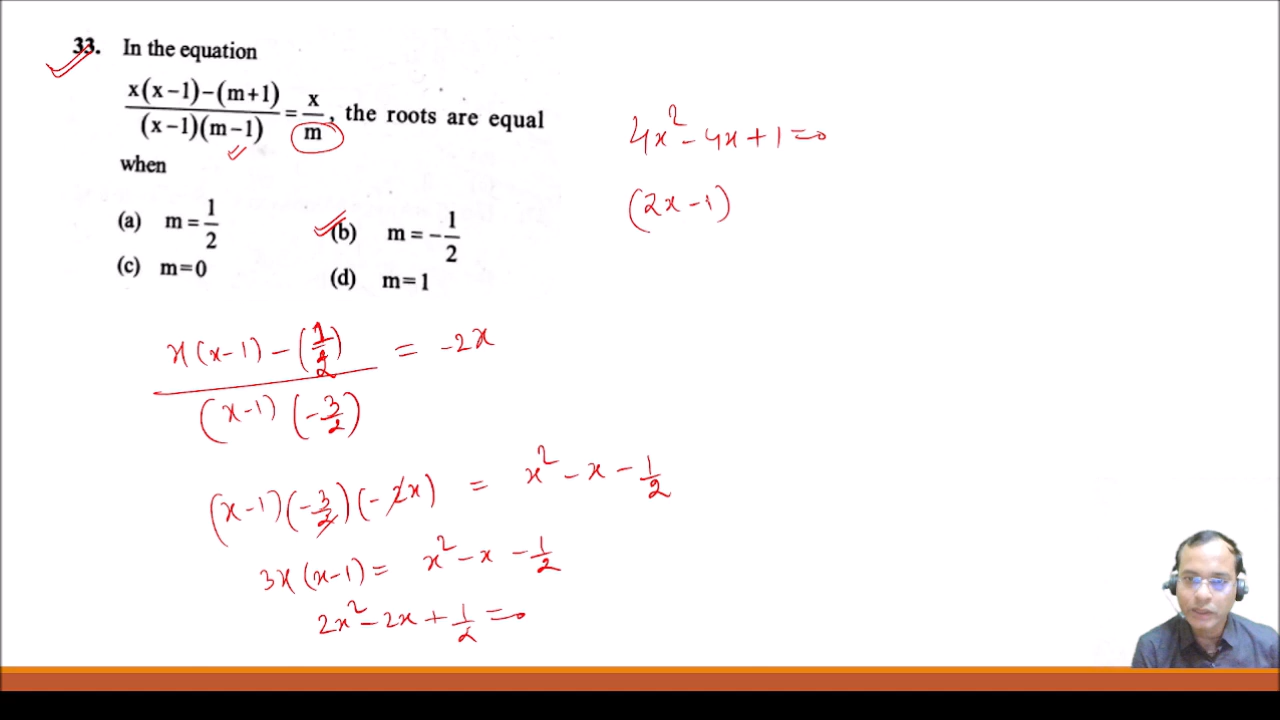 33. In the equation
x(x−1)−(m+1) / (x−1)(m−1) = x/m, the roots are equal
when
(a) m = 1/2 (b) m = −1/2
(c) m=0 (d) m=1
4x² − 4x + 1 = 0
(2x − 1)
x(x−1) − (1/2) / (x−1)(−3/2) = −2x
(x−1)(−3/2)(−2x) = x² − x − 1/2
3x(x−1) = x² − x − 1/2
2x² − 2x + 1/2 = 0